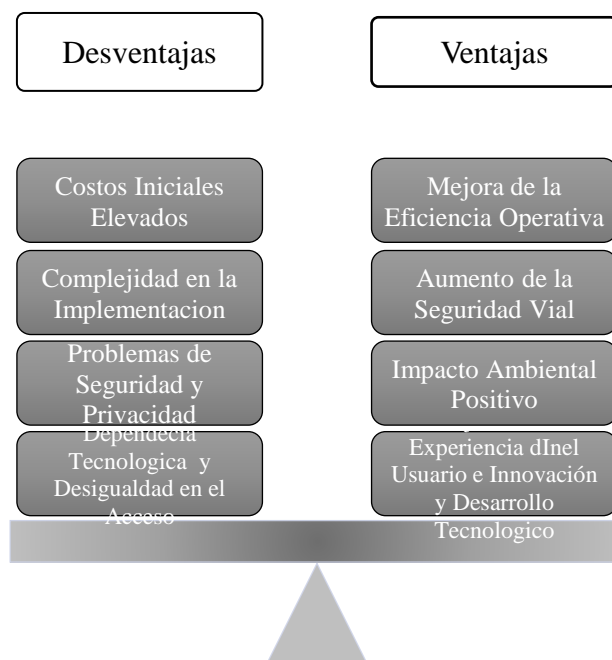 Desventajas
Costos Iniciales
Elevados
Complejidad en la
Implementacion
Problemas de
Seguridad y
Privacidad
Dependecia
Tecnologica y
Desigualdad en el
Acceso
Ventajas
Mejora de la
Eficiencia Operativa
Aumento de la
Seguridad Vial
Impacto Ambiental
Positivo
Experiencia dInel
Usuario e Innovación
y Desarrollo
Tecnologico